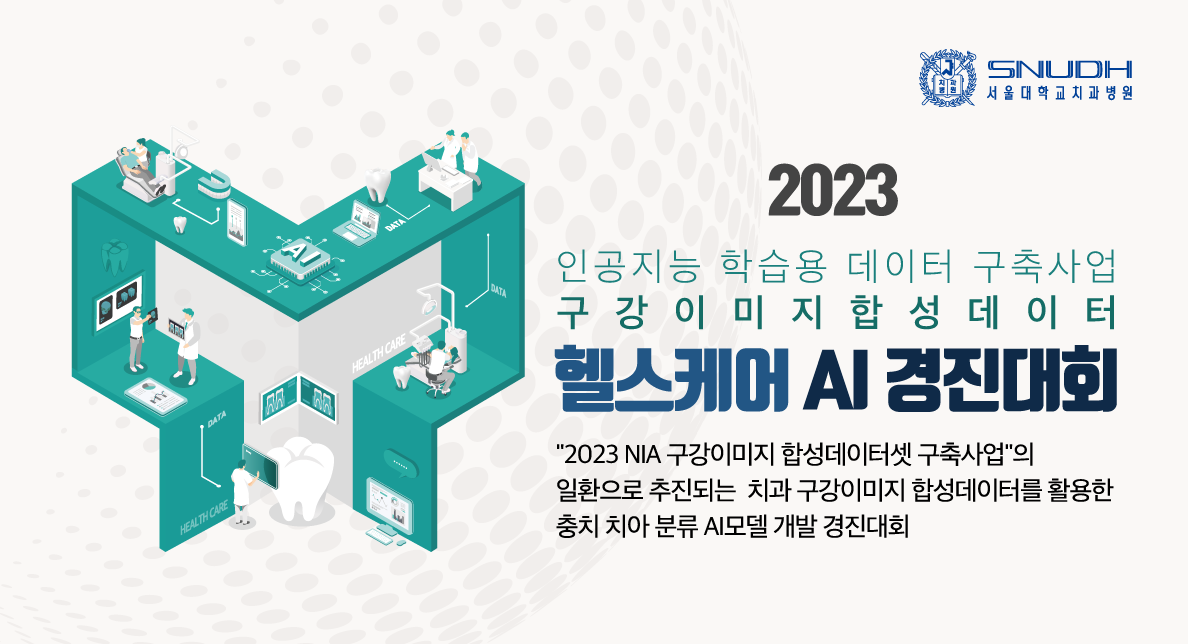 SNUDH
서울대학교치과병원
2023
인공지능 학습용 데이터 구축사업
구강이미지합성데이터
헬스케어 AI 경진대회
"2023 NIA 구강이미지 합성데이터셋 구축사업"의
일환으로 추진되는 치과 구강이미지 합성데이터를 활용한
충치 치아 분류 AI모델 개발 경진대회
AI
DATA
DATA
HEALTH CARE
DATA
HEALTH CARE